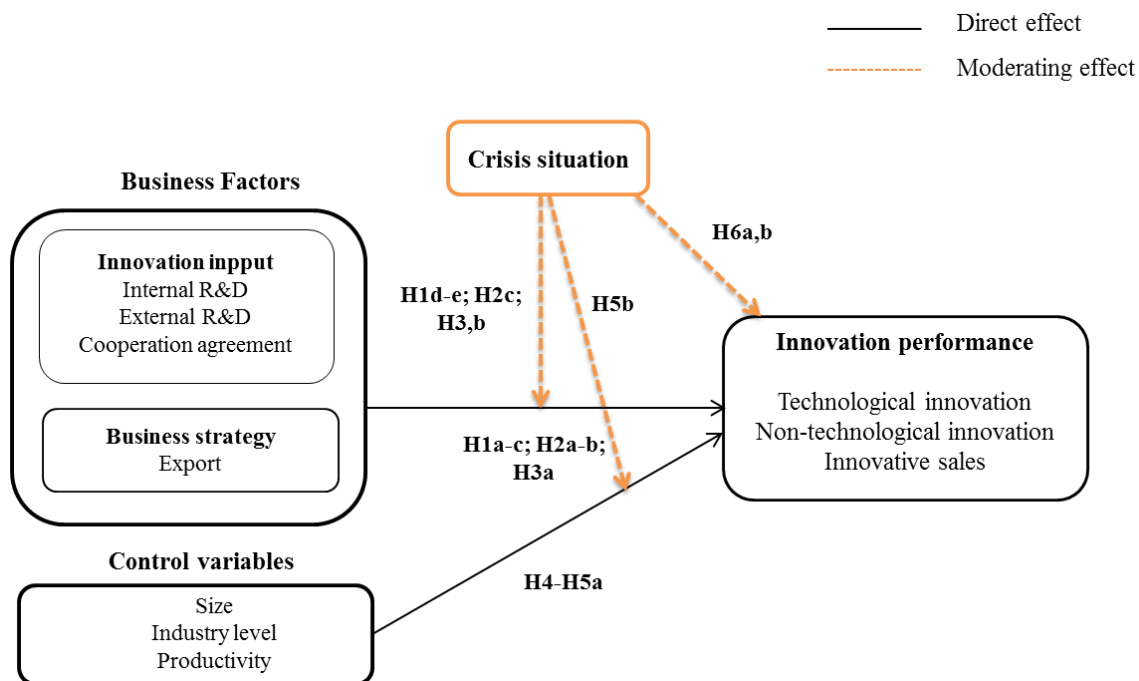 Direct effect
Moderating effect
Crisis situation
Business Factors
Innovation inpput
Internal R&D
External R&D
Cooperation agreement
Business strategy
Export
H1d-e; H2c;
H3,b
H5b
H6a,b
H1a-c; H2a-b;
H3a
Innovation performance
Technological innovation
Non-technological innovation
Innovative sales
Control variables
Size
Industry level
Productivity
H4-H5a